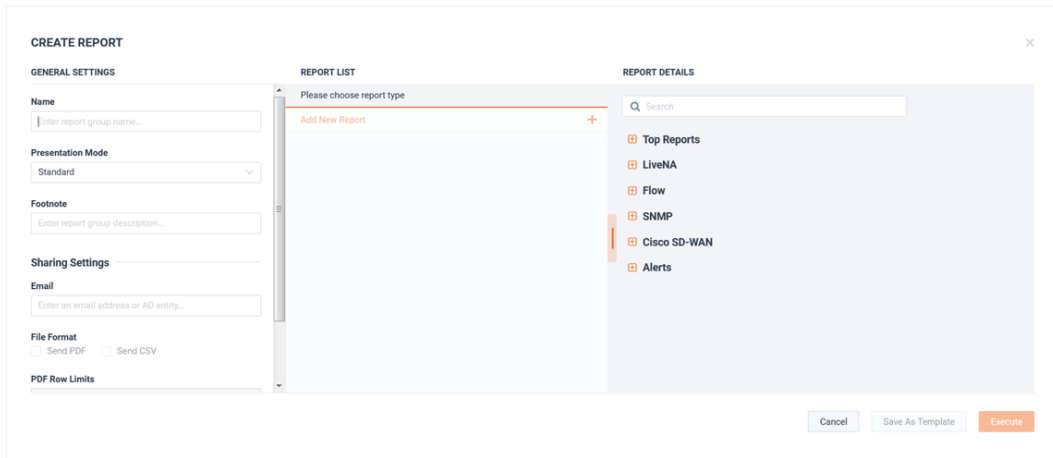 CREATE REPORT
GENERAL SETTINGS
Name
Enter report group name...
Presentation Mode
Standard
Footnote
Enter report group description...
Sharing Settings
Email
Enter an email address or AD entity...
File Format
Send PDF Send CSV
PDF Row Limits
REPORT LIST
Please choose report type
Add New Report
REPORT DETAILS
Search
Top Reports
LiveNA
Flow
SNMP
Cisco SD-WAN
Alerts
Cancel Save As Template Execute